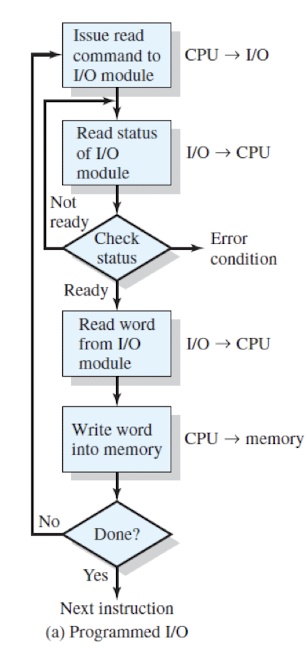 Issue read
command to
I/O module
CPU → I/O
Read status
of I/O
module
I/O → CPU
Not
ready
Check
status
Error
condition
Ready
Read word
from I/O
module
I/O → CPU
Write word
into memory
CPU → memory
No
Done?
Yes
Next instruction
(a) Programmed I/O